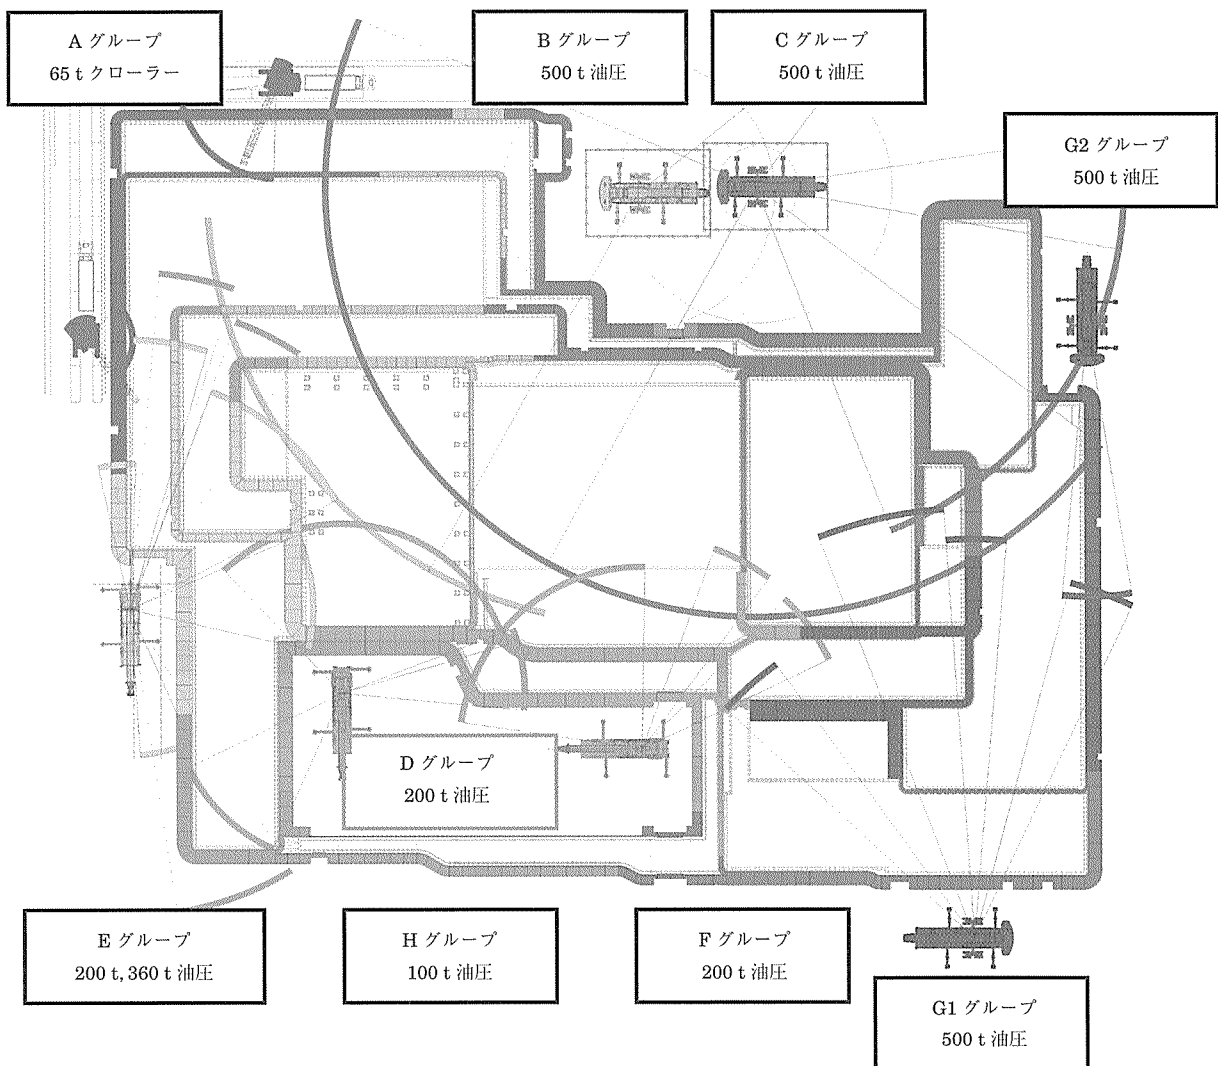 A グループ
65 t クローラー
B グループ
500 t 油圧
C グループ
500 t 油圧
G2 グループ
500 t 油圧
D グループ
200 t 油圧
E グループ
200 t, 360 t 油圧
H グループ
100 t 油圧
F グループ
200 t 油圧
G1 グループ
500 t 油圧